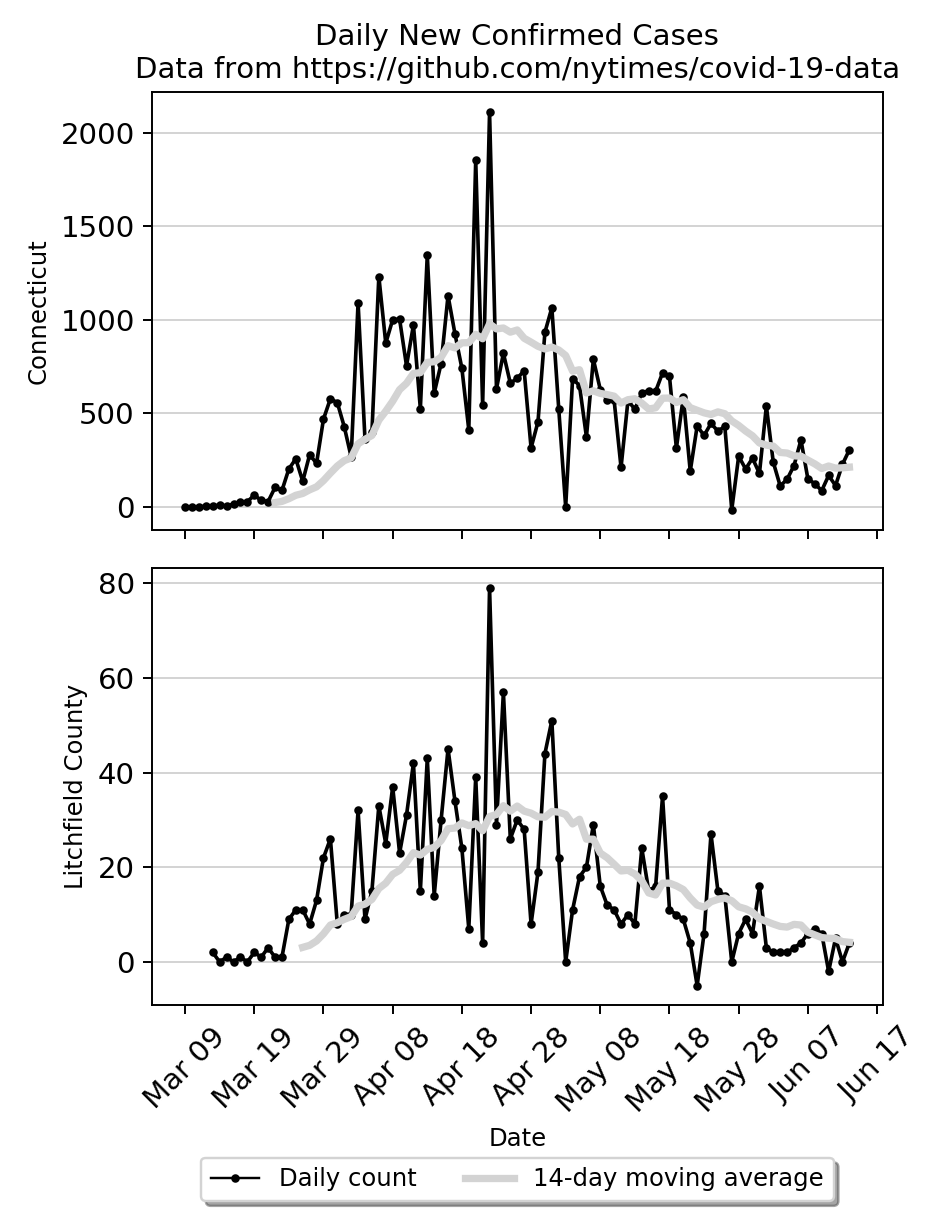 Daily New Confirmed Cases
Data from https://github.com/nytimes/covid-19-data
2000
1500
1000
500
0
Connecticut
80
60
40
20
0
Litchfield County
Mar 09 Mar 19 Mar 29 Apr 08 Apr 18 Apr 28 May 08 May 18 May 28 Jun 07 Jun 17
Date
Daily count 14-day moving average